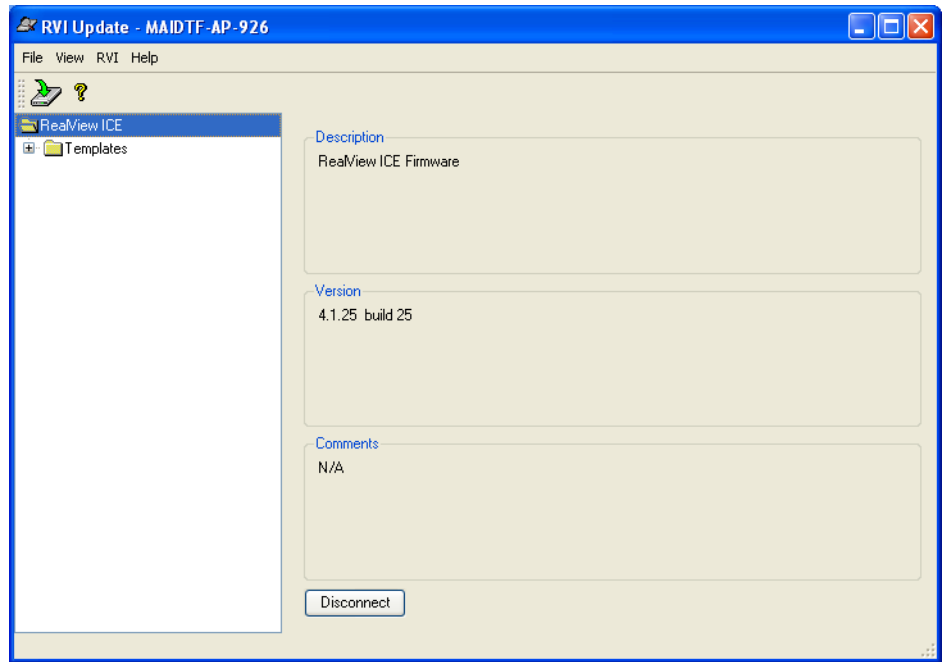 RVI Update - MAIDTF-AP-926
File View RVI Help
RealView ICE
Templates
Description
RealView ICE Firmware
Version
4.1.25 build 25
Comments
N/A
Disconnect